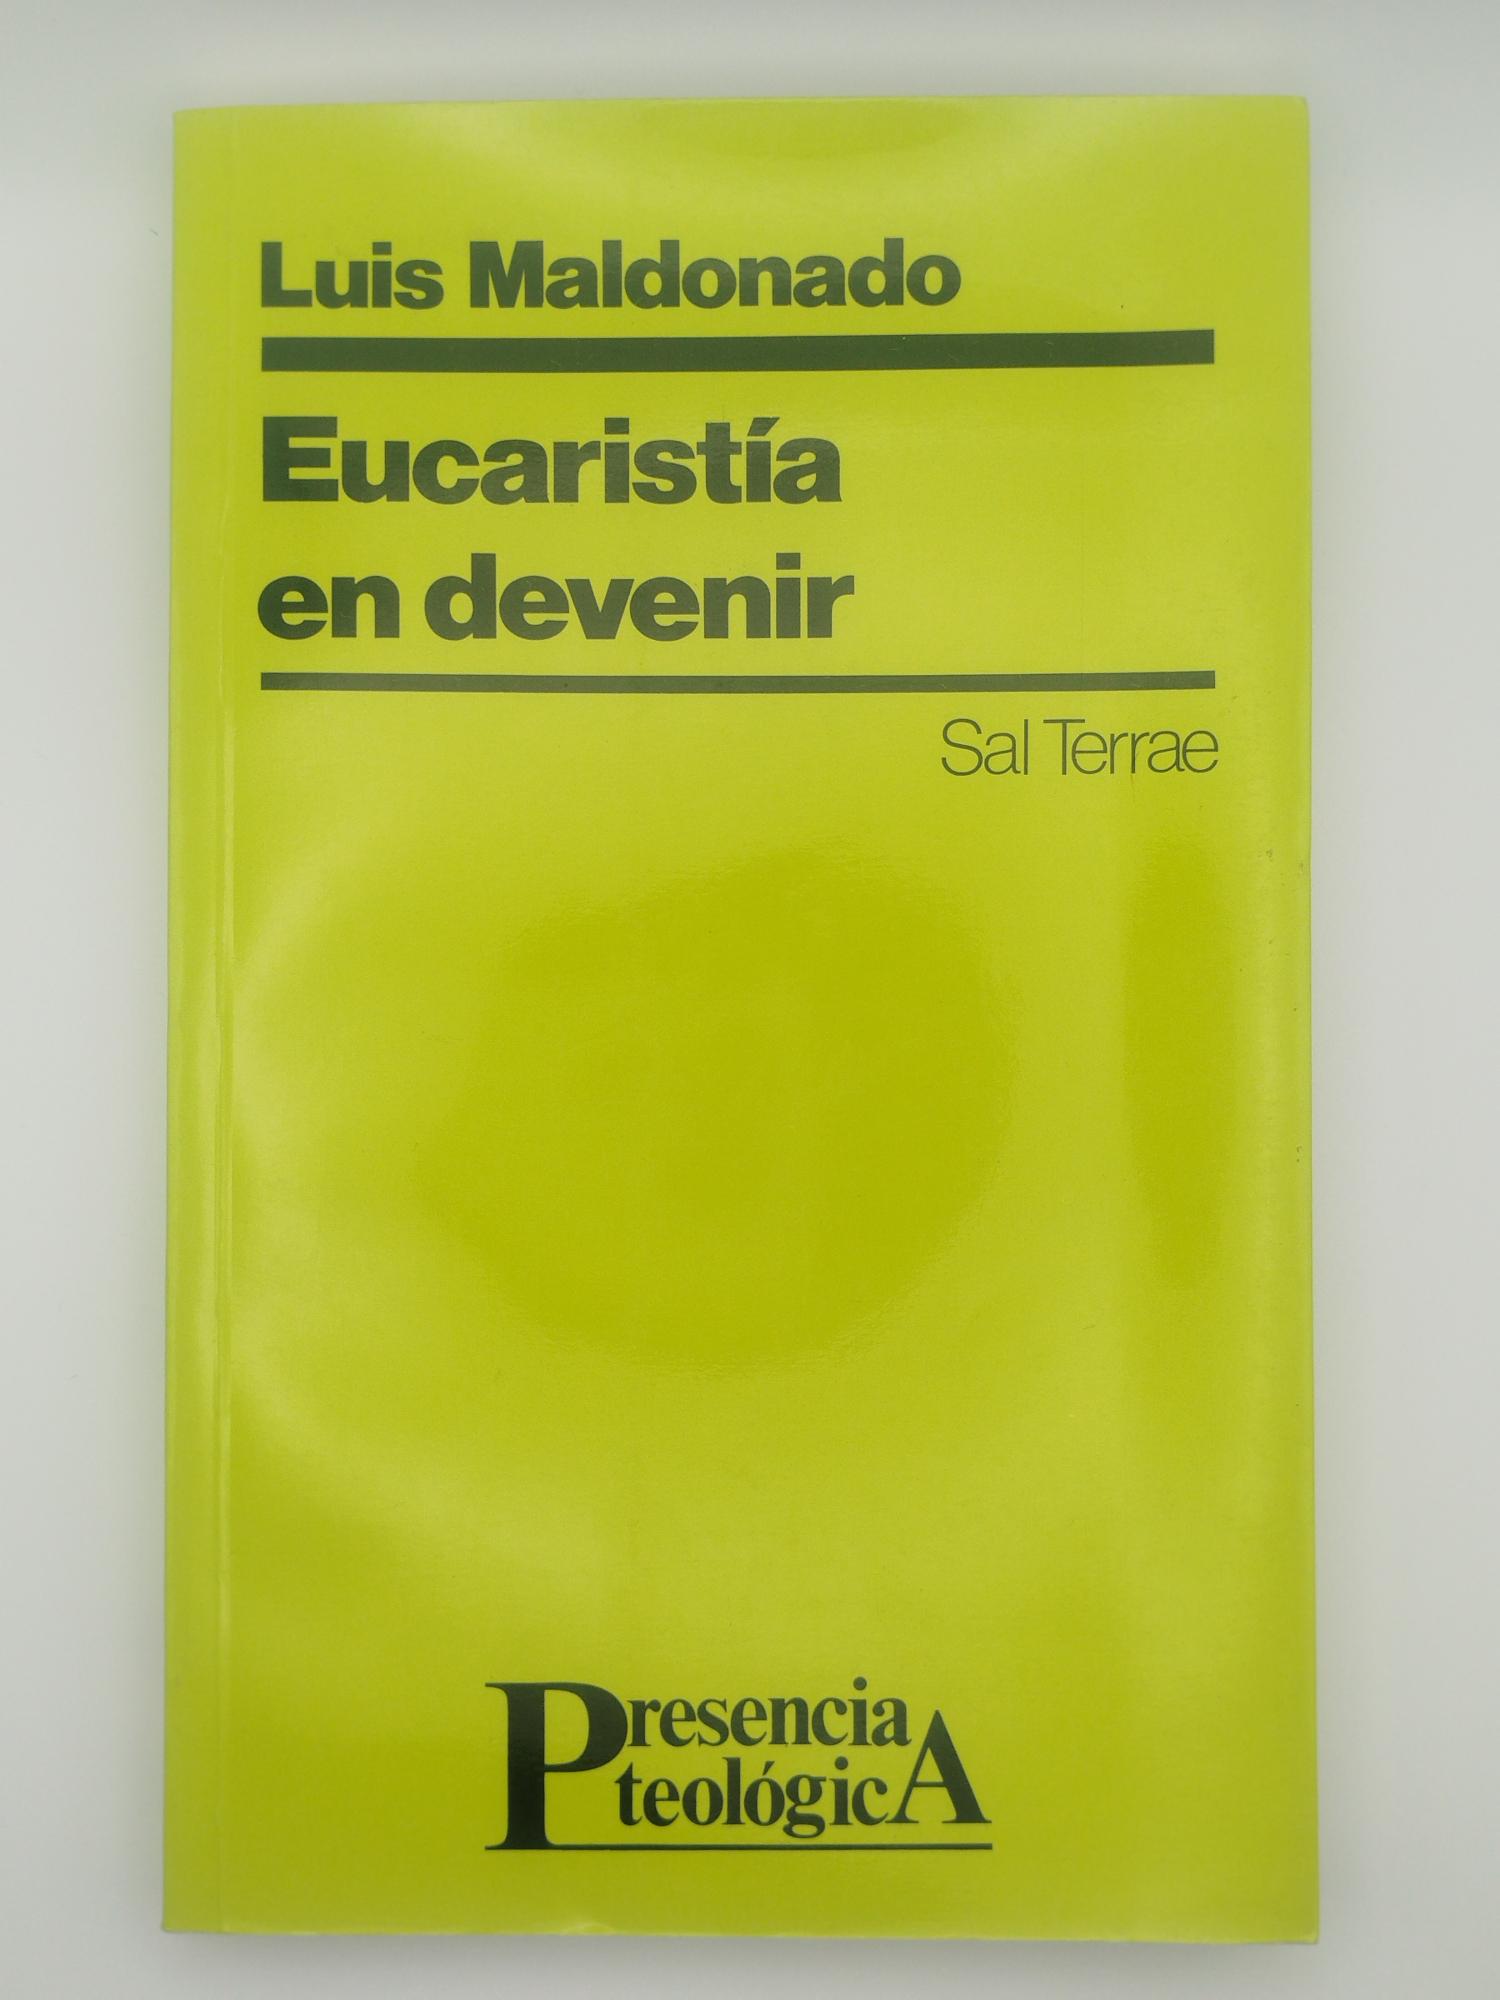 Luis Maldonado
Eucaristía
en devenir
Sal Terrae
Presencia
teológicA